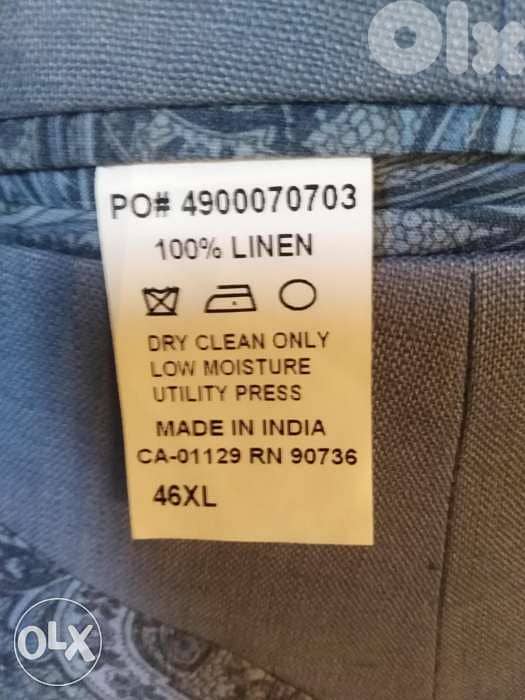 Olx
PO# 4900070703
100% LINEN
DRY CLEAN ONLY
LOW MOISTURE
UTILITY PRESS
MADE IN INDIA
CA-01129 RN 90736
46XL
OLX